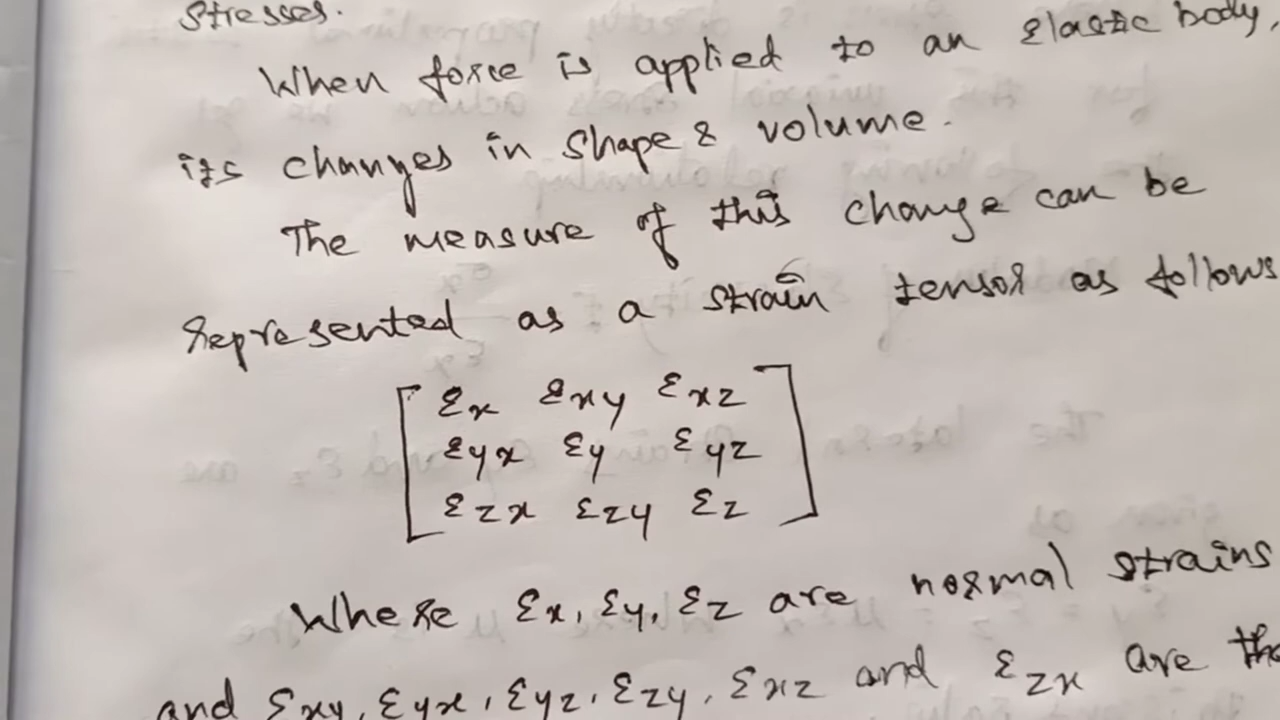 Stresses.
When force is applied to an elastic body,
its changes in shape & volume.
The measure of this change can be
represented as a strain tensor as follows
εx εxy εxz
εyx εy εyz
εzx εzy εz
Where εx, εy, εz are normal strains
and εxy, εyx, εyz, εzy, εxz and εzx are the